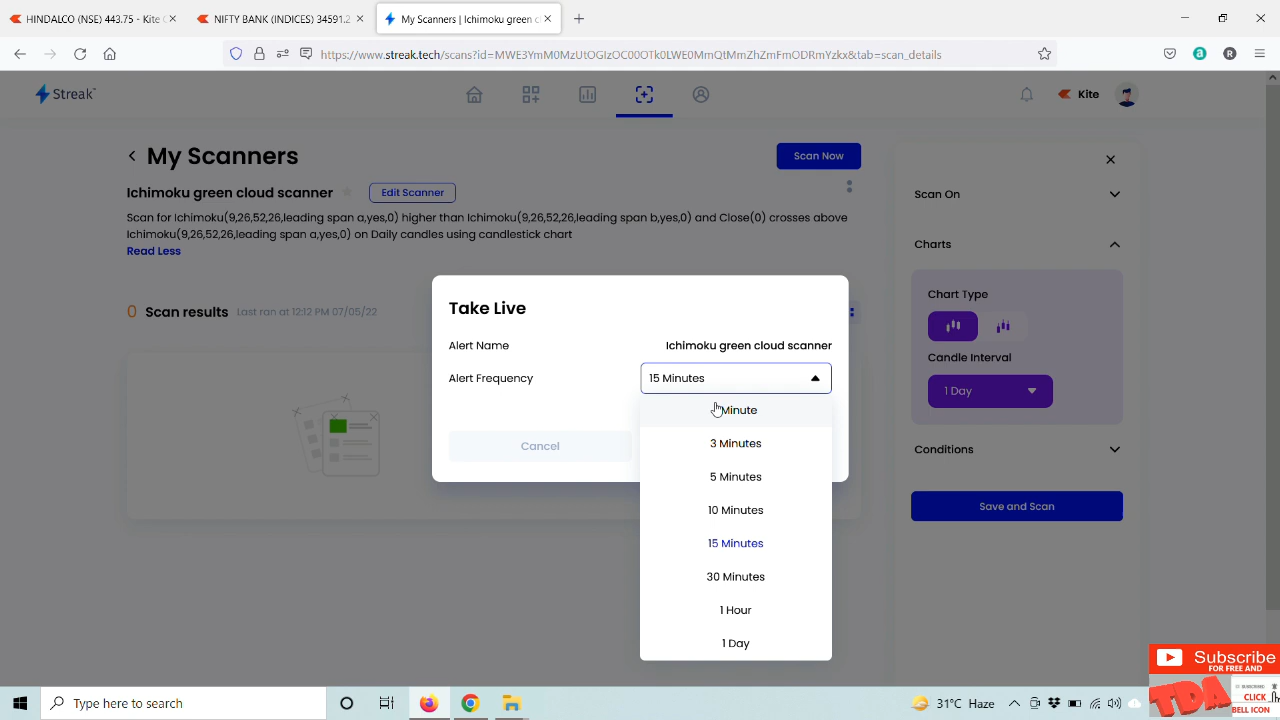 HINDALCO (NSE) 443.75 - Kite
NIFTY BANK (INDICES) 34591.2
My Scanners | Ichimoku green cl
https://www.streak.tech/scans?id=MWE3YmM0MzUtOGIzOC00OTk0LWE0MmQtMmZhZmFmODRmYzkx&tab=scan_details
Streak
Kite
My Scanners
Scan Now
Ichimoku green cloud scanner
Edit Scanner
Scan for Ichimoku(9,26,52,26,leading span a,yes,0) higher than Ichimoku(9,26,52,26,leading span b,yes,0) and Close(0) crosses above
Ichimoku(9,26,52,26,leading span a,yes,0) on Daily candles using candlestick chart
Read Less
0 Scan results Last ran at 12:12 PM 07/05/22
Scan On
Charts
Chart Type
Candle Interval
1 Day
Conditions
Save and Scan
Take Live
Alert Name
Ichimoku green cloud scanner
Alert Frequency
15 Minutes
Minute
3 Minutes
5 Minutes
10 Minutes
15 Minutes
30 Minutes
1 Hour
1 Day
Cancel
Subscribe
FOR FREE AND
TDA
SUBSCRIBED
CLICK
BELL ICON
Type here to search
31°C Haze